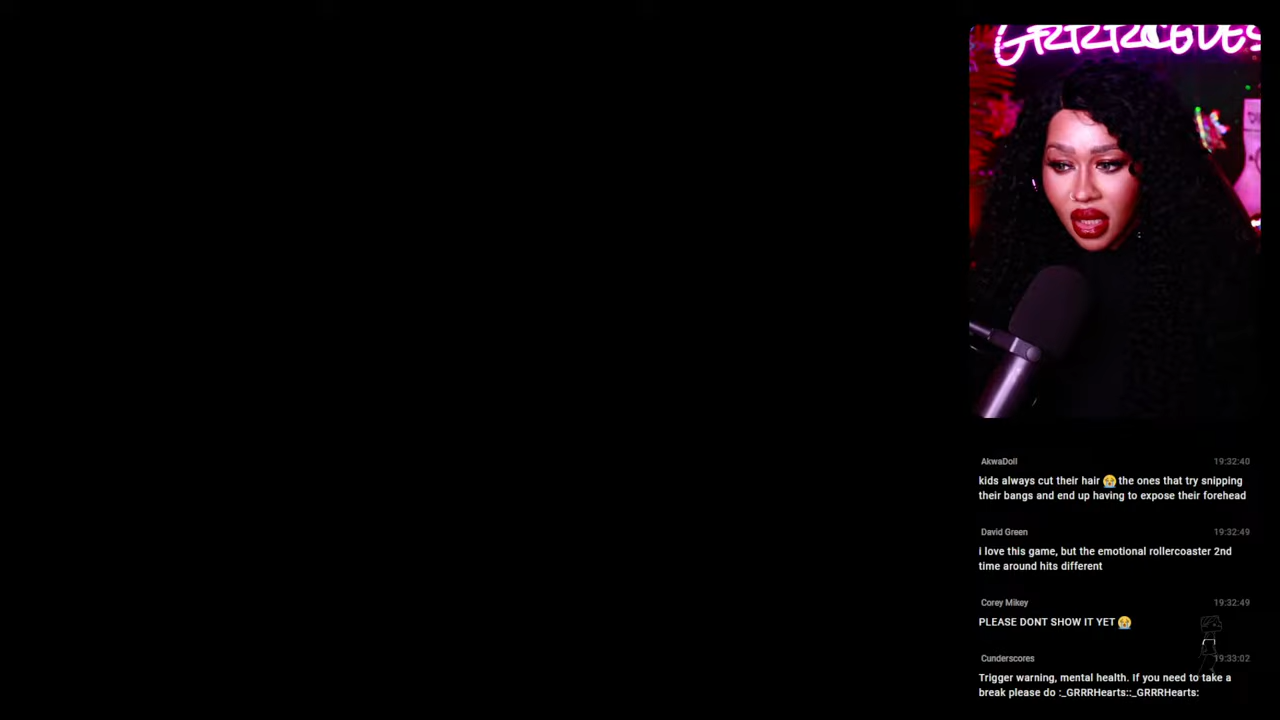 GRRRCGDES
AkwaDoll 19:32:40
kids always cut their hair 😭 the ones that try snipping
their bangs and end up having to expose their forehead
David Green 19:32:49
i love this game, but the emotional rollercoaster 2nd
time around hits different
Corey Mikey 19:32:49
PLEASE DONT SHOW IT YET 😭
Cunderscores 19:33:02
Trigger warning, mental health. If you need to take a
break please do :_GRRRHearts::_GRRRHearts: